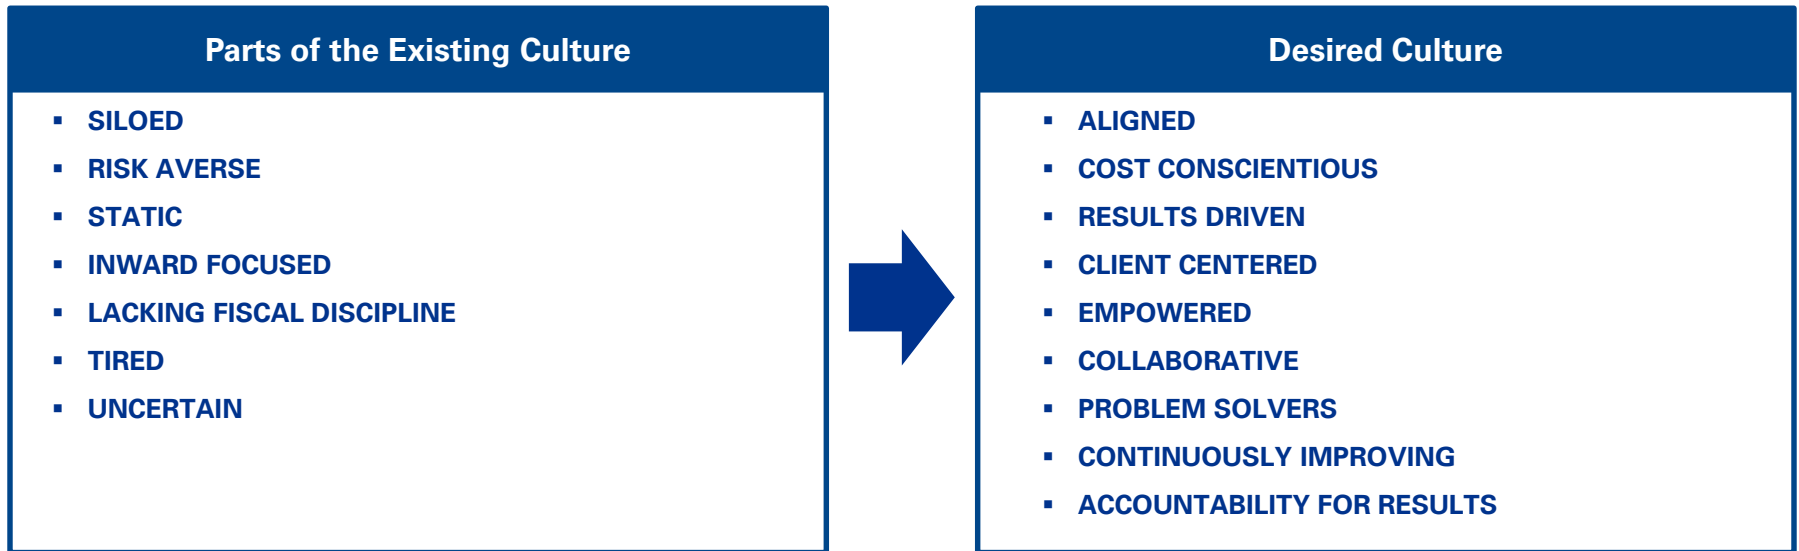 Parts of the Existing Culture
▪ SILOED
▪ RISK AVERSE
▪ STATIC
▪ INWARD FOCUSED
▪ LACKING FISCAL DISCIPLINE
▪ TIRED
▪ UNCERTAIN
Desired Culture
▪ ALIGNED
▪ COST CONSCIENTIOUS
▪ RESULTS DRIVEN
▪ CLIENT CENTERED
▪ EMPOWERED
▪ COLLABORATIVE
▪ PROBLEM SOLVERS
▪ CONTINUOUSLY IMPROVING
▪ ACCOUNTABILITY FOR RESULTS